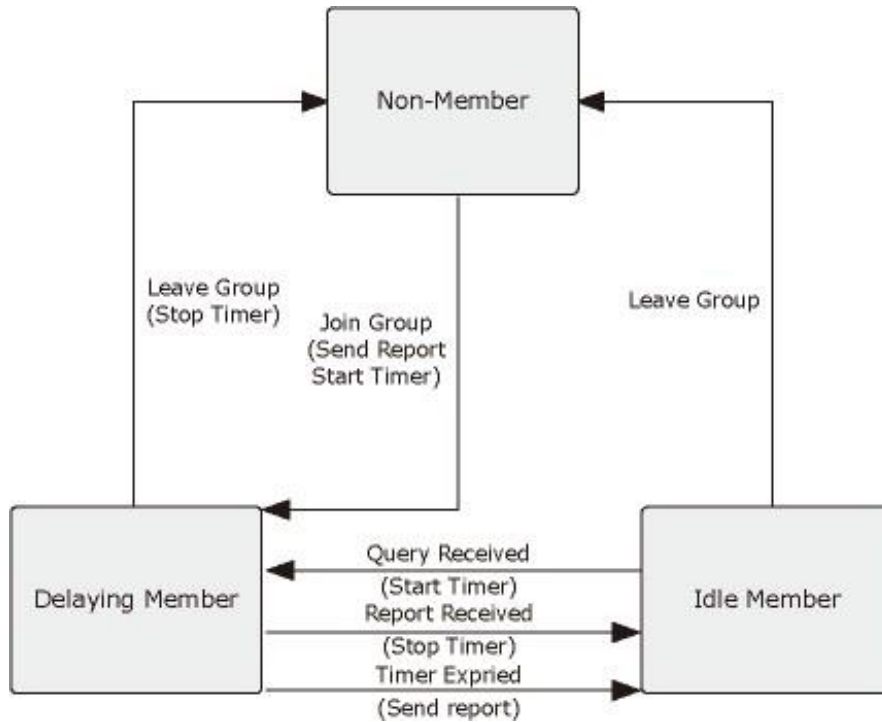 Non-Member
Leave Group
(Stop Timer)
Join Group
(Send Report
Start Timer)
Leave Group
Delaying Member
Query Received
(Start Timer)
Report Received
(Stop Timer)
Timer Expried
(Send report)
Idle Member